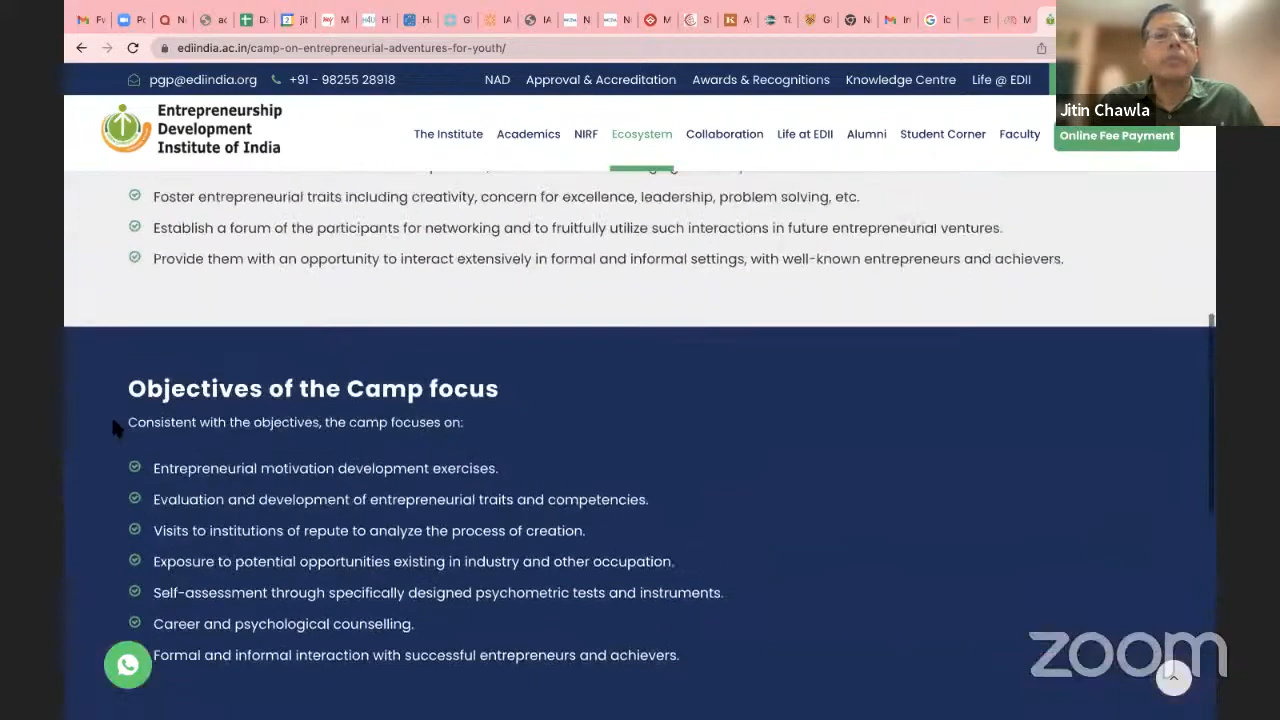 ediindia.ac.in/camp-on-entrepreneurial-adventures-for-youth/
pgp@ediindia.org +91 - 98255 28918 NAD Approval & Accreditation Awards & Recognitions Knowledge Centre Life @ EDII
Jitin Chawla
Entrepreneurship
Development
Institute of India
The Institute Academics NIRF Ecosystem Collaboration Life at EDII Alumni Student Corner Faculty Online Fee Payment
Foster entrepreneurial traits including creativity, concern for excellence, leadership, problem solving, etc.
Establish a forum of the participants for networking and to fruitfully utilize such interactions in future entrepreneurial ventures.
Provide them with an opportunity to interact extensively in formal and informal settings, with well-known entrepreneurs and achievers.
Objectives of the Camp focus
Consistent with the objectives, the camp focuses on:
Entrepreneurial motivation development exercises.
Evaluation and development of entrepreneurial traits and competencies.
Visits to institutions of repute to analyze the process of creation.
Exposure to potential opportunities existing in industry and other occupation.
Self-assessment through specifically designed psychometric tests and instruments.
Career and psychological counselling.
Formal and informal interaction with successful entrepreneurs and achievers.
zoom